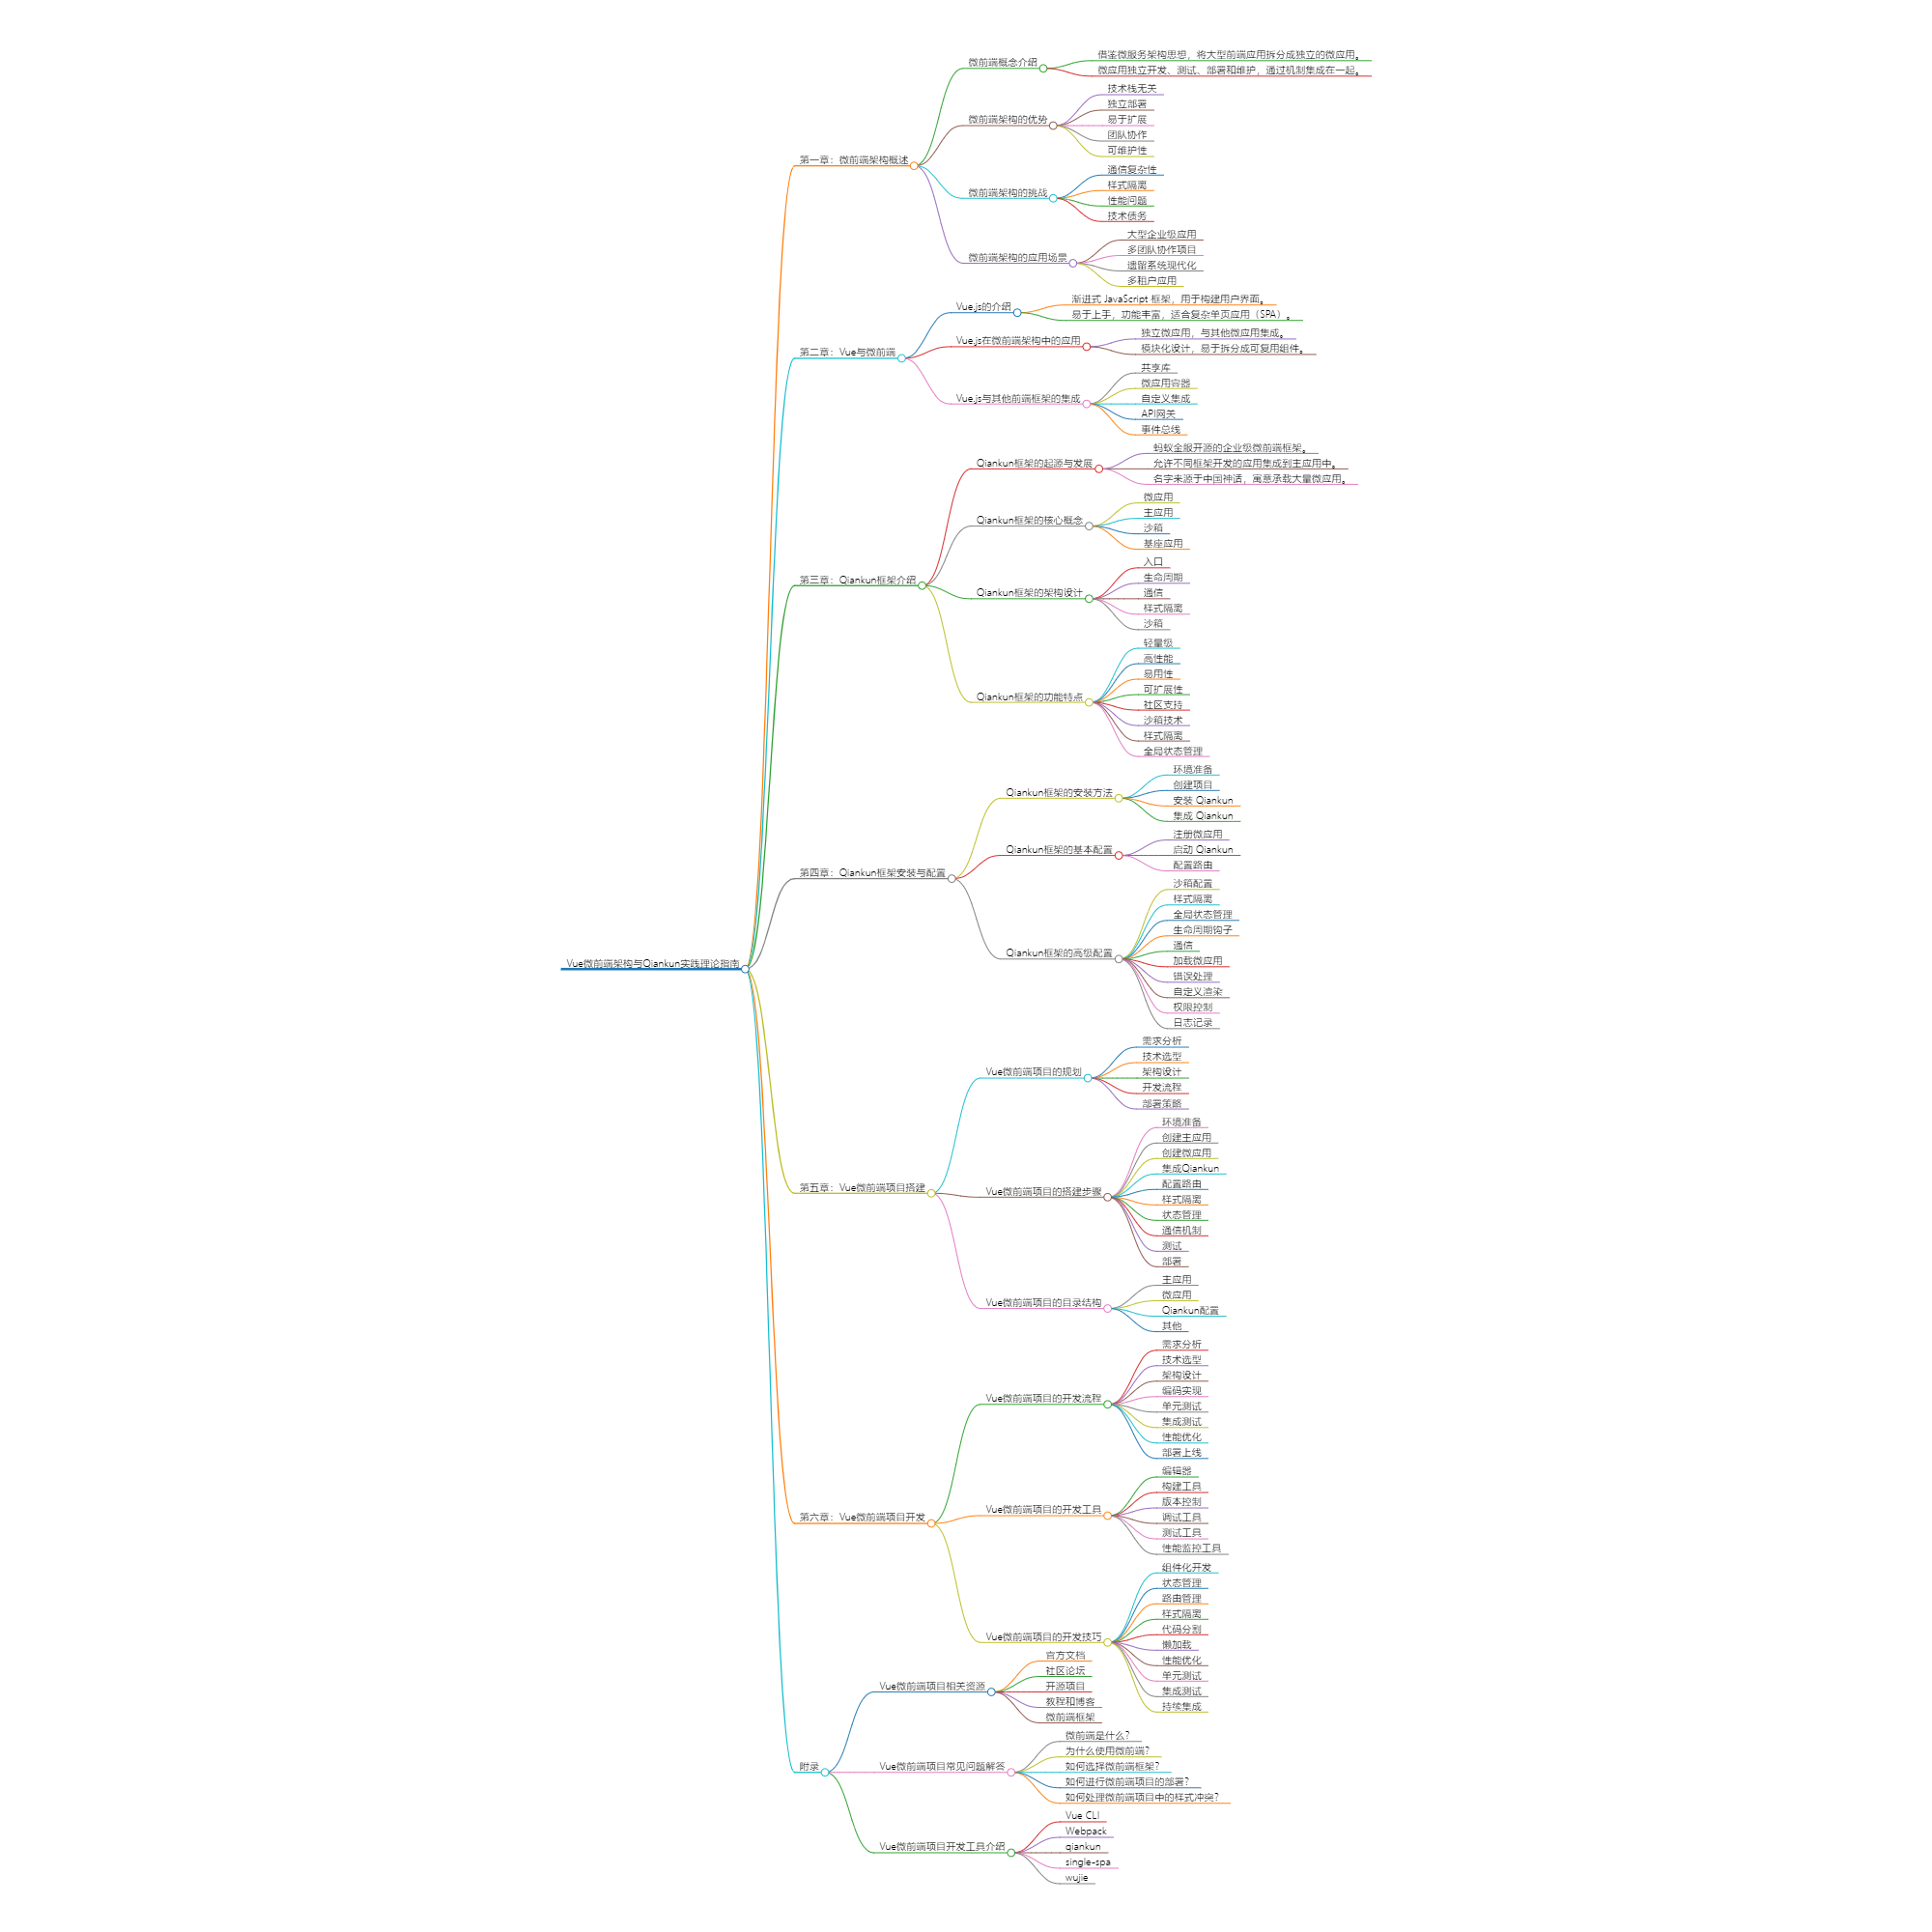 Vue微前端架构与Qiankun实践理论指南
第一章：微前端架构概述
微前端概念介绍
借鉴微服务架构思想，将大型前端应用拆分成独立的微应用。
微应用独立开发、测试、部署和维护，通过机制集成在一起。
微前端架构的优势
技术栈无关
独立部署
易于扩展
团队协作
可维护性
微前端架构的挑战
通信复杂性
样式隔离
性能问题
技术债务
微前端架构的应用场景
大型企业级应用
多团队协作项目
遗留系统现代化
多租户应用
第二章：Vue与微前端
Vue.js的介绍
渐进式 JavaScript 框架，用于构建用户界面。
易于上手，功能丰富，适合复杂单页应用（SPA）。
Vue.js在微前端架构中的应用
独立微应用，与其他微应用集成。
模块化设计，易于拆分成可复用组件。
Vue.js与其他前端框架的集成
共享库
微应用容器
自定义集成
API网关
事件总线
第三章：Qiankun框架介绍
Qiankun框架的起源与发展
蚂蚁金服开源的企业级微前端框架。
允许不同框架开发的应用集成到主应用中。
名字来源于中国神话，寓意承载大量微应用。
Qiankun框架的核心概念
微应用
主应用
沙箱
基座应用
Qiankun框架的架构设计
入口
生命周期
通信
样式隔离
沙箱
Qiankun框架的功能特点
轻量级
高性能
易用性
可扩展性
社区支持
沙箱技术
样式隔离
全局状态管理
第四章：Qiankun框架安装与配置
Qiankun框架的安装方法
环境准备
创建项目
安装 Qiankun
集成 Qiankun
Qiankun框架的基本配置
注册微应用
启动 Qiankun
配置路由
Qiankun框架的高级配置
沙箱配置
样式隔离
全局状态管理
生命周期钩子
通信
加载微应用
错误处理
自定义渲染
权限控制
日志记录
第五章：Vue微前端项目搭建
Vue微前端项目的规划
需求分析
技术选型
架构设计
开发流程
部署策略
Vue微前端项目的搭建步骤
环境准备
创建主应用
创建微应用
集成Qiankun
配置路由
样式隔离
状态管理
通信机制
测试
部署
Vue微前端项目的目录结构
主应用
微应用
Qiankun配置
其他
第六章：Vue微前端项目开发
Vue微前端项目的开发流程
需求分析
技术选型
架构设计
编码实现
单元测试
集成测试
性能优化
部署上线
Vue微前端项目的开发工具
编辑器
构建工具
版本控制
调试工具
测试工具
性能监控工具
Vue微前端项目的开发技巧
组件化开发
状态管理
路由管理
样式隔离
代码分割
懒加载
性能优化
单元测试
集成测试
持续集成
附录
Vue微前端项目相关资源
官方文档
社区论坛
开源项目
教程和博客
微前端框架
Vue微前端项目常见问题解答
微前端是什么？
为什么使用微前端？
如何选择微前端框架？
如何进行微前端项目的部署？
如何处理微前端项目中的样式冲突？
Vue微前端项目开发工具介绍
Vue CLI
Webpack
qiankun
single-spa
wujie